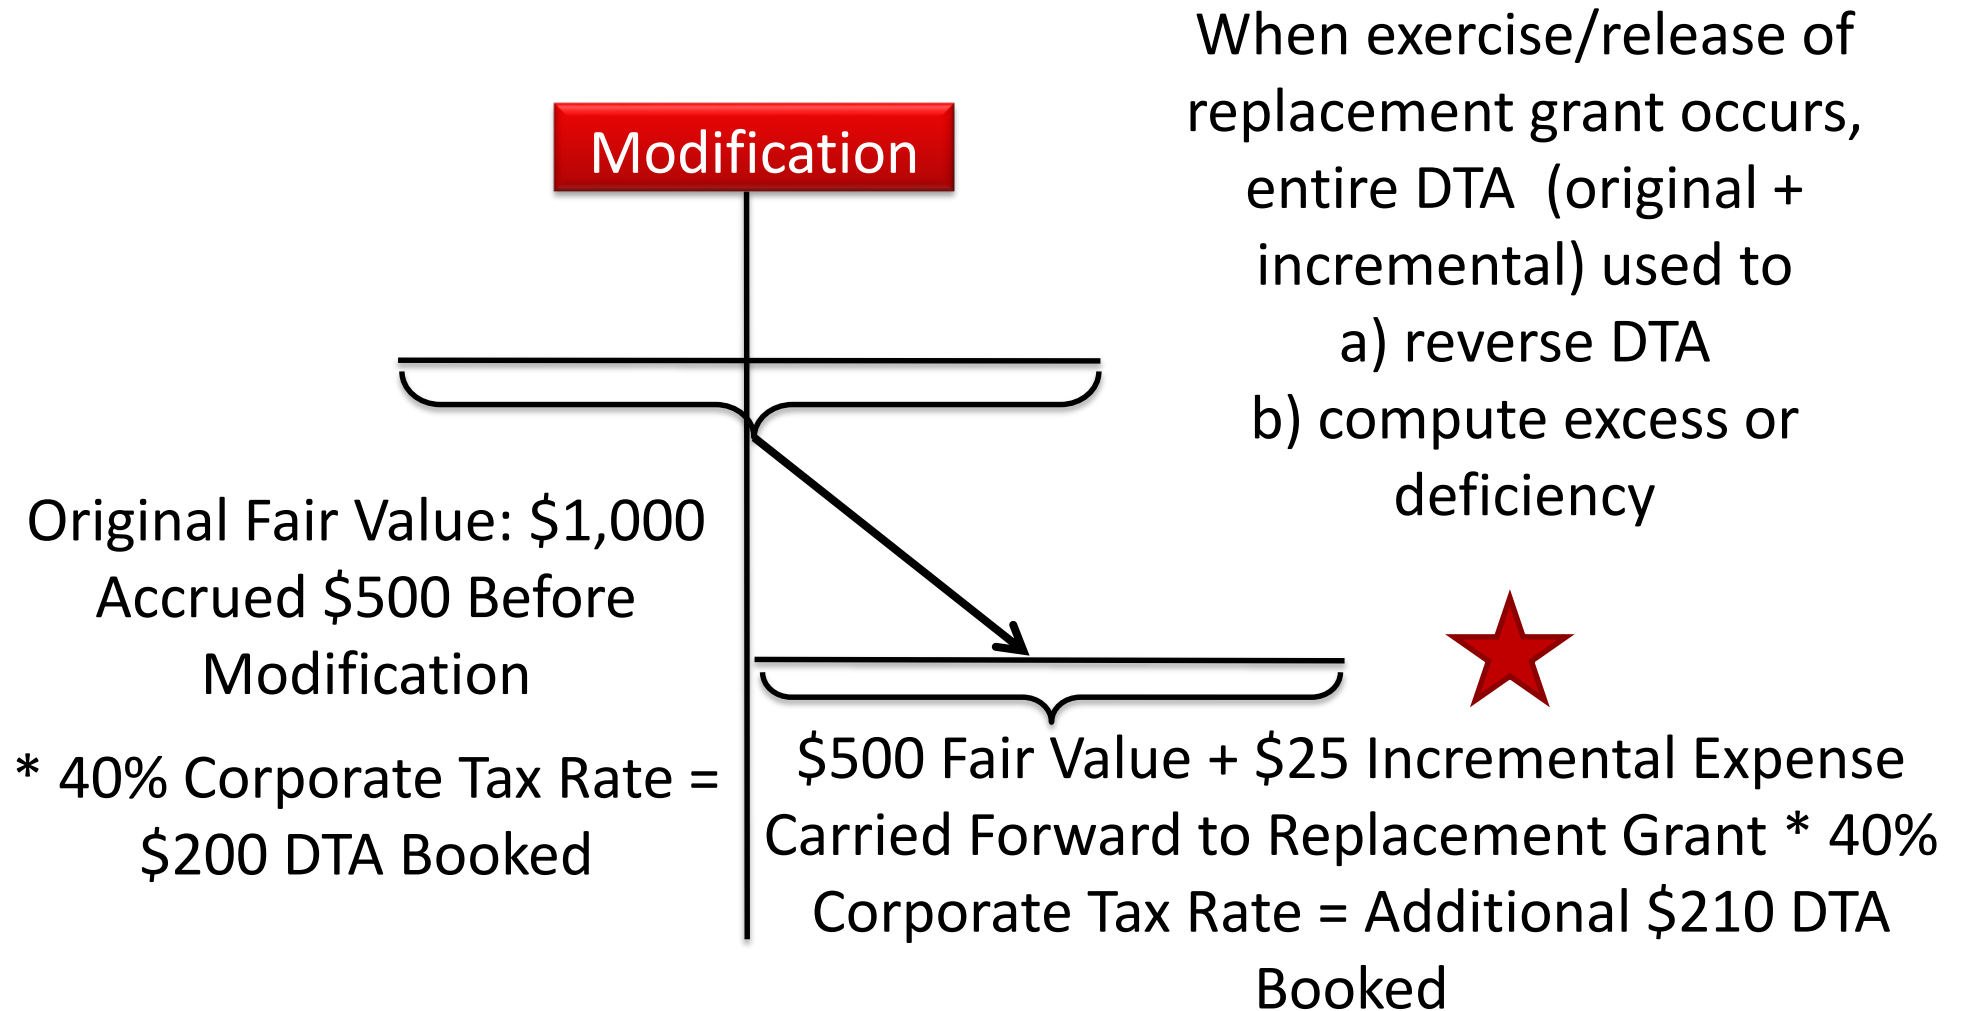 When exercise/release of
replacement grant occurs,
entire DTA (original +
incremental) used to
a) reverse DTA
b) compute excess or
deficiency
Modification
Original Fair Value: $1,000
Accrued $500 Before
Modification
* 40% Corporate Tax Rate =
$200 DTA Booked
$500 Fair Value + $25 Incremental Expense
Carried Forward to Replacement Grant * 40%
Corporate Tax Rate = Additional $210 DTA
Booked